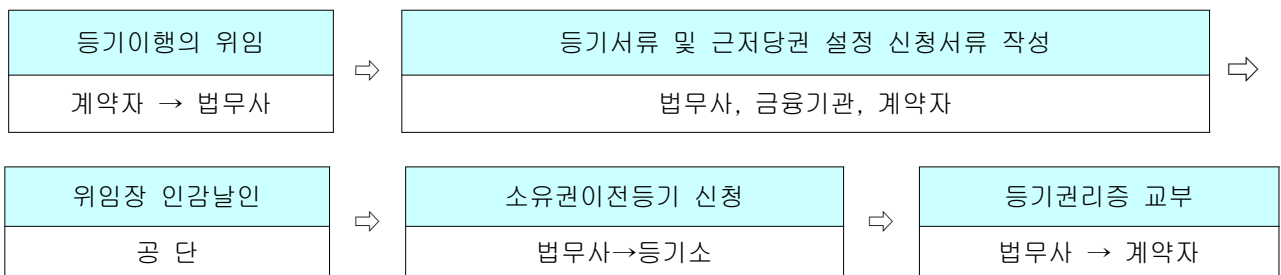 등기이행의 위임
계약자 → 법무사
⇨
등기서류 및 근저당권 설정 신청서류 작성
법무사, 금융기관, 계약자
⇨
위임장 인감날인
공 단
⇨
소유권이전등기 신청
법무사→등기소
⇨
등기권리증 교부
법무사 → 계약자